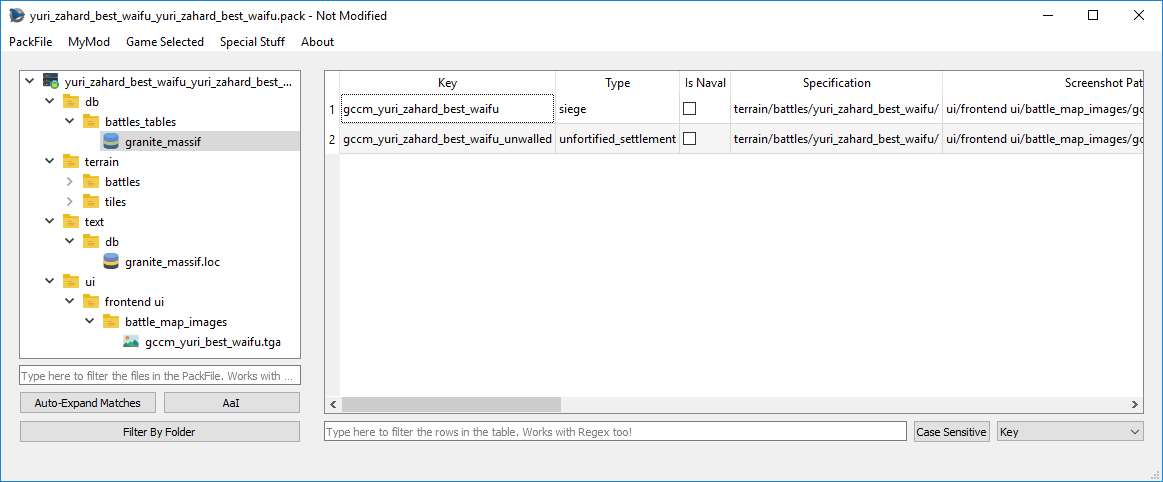 yuri_zahard_best_waifu_yuri_zahard_best_waifu.pack - Not Modified
PackFile MyMod Game Selected Special Stuff About
yuri_zahard_best_waifu_yuri_zahard_best_...
db
battles_tables
granite_massif
terrain
battles
tiles
text
db
granite_massif.loc
ui
frontend ui
battle_map_images
gccm_yuri_best_waifu.tga
Type here to filter the files in the PackFile. Works with ...
Auto-Expand Matches AaI
Filter By Folder
Key Type Is Naval Specification Screenshot Pat
1 gccm_yuri_zahard_best_waifu siege terrain/battles/yuri_zahard_best_waifu/ ui/frontend ui/battle_map_images/gc
2 gccm_yuri_zahard_best_waifu_unwalled unfortified_settlement terrain/battles/yuri_zahard_best_waifu/ ui/frontend ui/battle_map_images/gc
Type here to filter the rows in the table. Works with Regex too! Case Sensitive Key